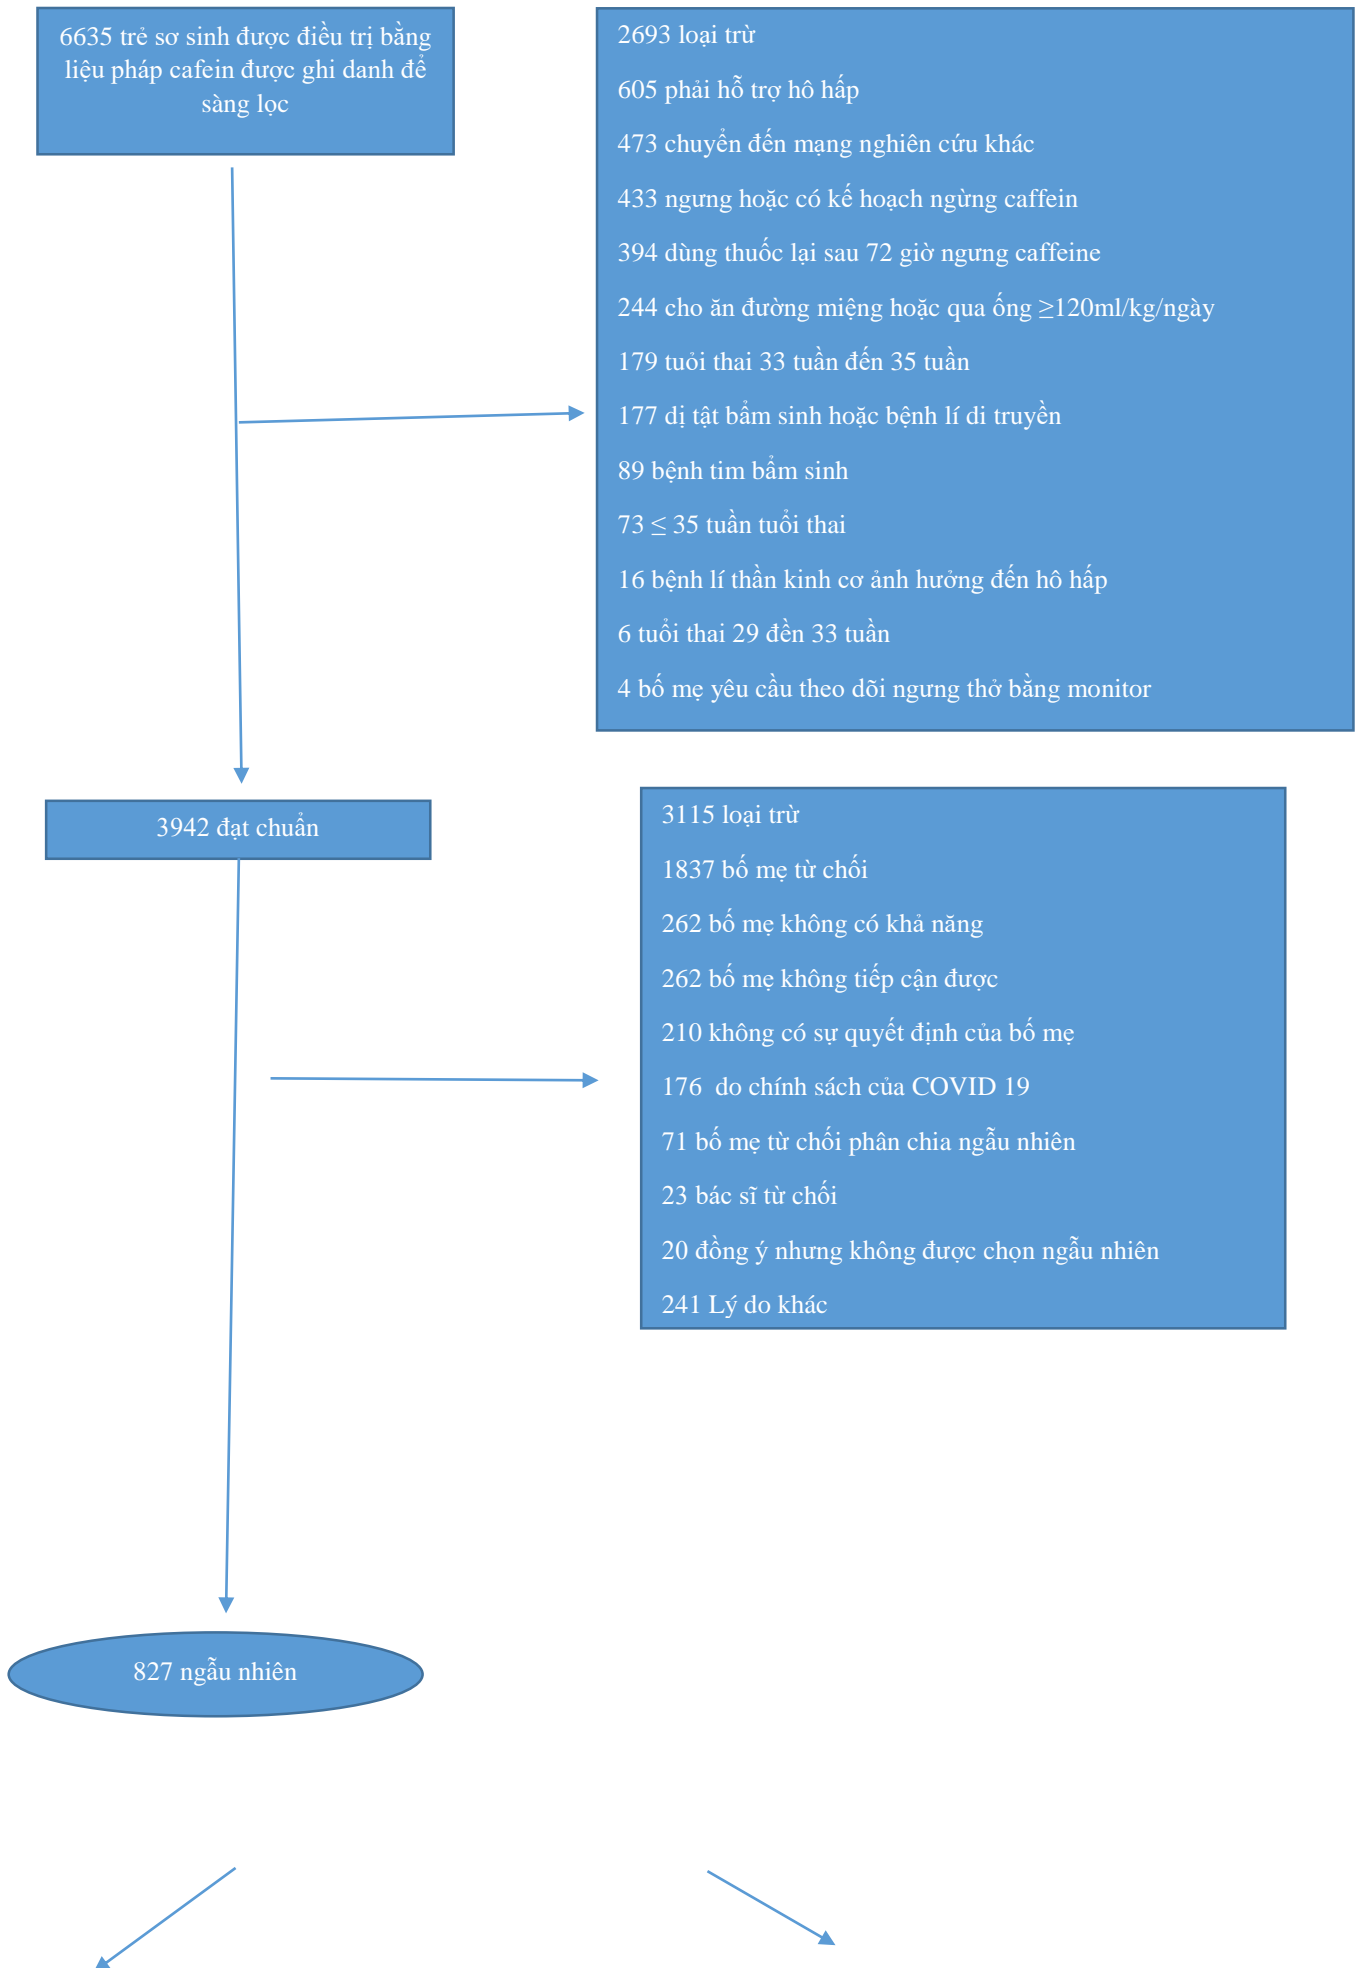 6635 trẻ sơ sinh được điều trị bằng
liệu pháp cafein được ghi danh để
sàng lọc
2693 loại trừ
605 phải hỗ trợ hô hấp
473 chuyển đến mạng nghiên cứu khác
433 ngưng hoặc có kế hoạch ngừng caffein
394 dùng thuốc lại sau 72 giờ ngưng caffeine
244 cho ăn đường miệng hoặc qua ống ≥120ml/kg/ngày
179 tuỏi thai 33 tuần đến 35 tuần
177 dị tật bẩm sinh hoặc bệnh lí di truyền
89 bệnh tim bẩm sinh
73 ≤ 35 tuần tuổi thai
16 bệnh lí thần kinh cơ ảnh hưởng đến hô hấp
6 tuổi thai 29 đền 33 tuần
4 bố mẹ yêu cầu theo dõi ngưng thở bằng monitor
3942 đạt chuẩn
3115 loại trừ
1837 bố mẹ từ chối
262 bố mẹ không có khả năng
262 bố mẹ không tiếp cận được
210 không có sự quyết định của bố mẹ
176  do chính sách của COVID 19
71 bố mẹ từ chối phân chia ngẫu nhiên
23 bác sĩ từ chối
20 đồng ý nhưng không được chọn ngẫu nhiên
241 Lý do khác
827 ngẫu nhiên